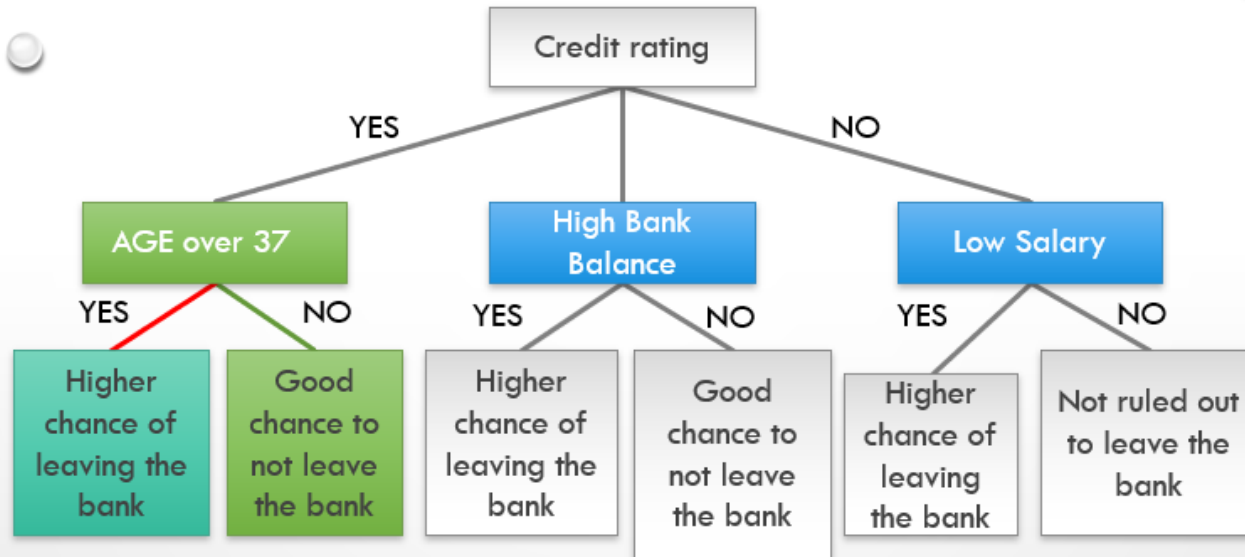 Credit rating
YES
NO
AGE over 37
High Bank
Balance
Low Salary
YES
NO
YES
NO
YES
NO
Higher
chance of
leaving the
bank
Good
chance to
not leave
the bank
Higher
chance of
leaving the
bank
Good
chance to
not leave
the bank
Higher
chance of
leaving
the bank
Not ruled out
to leave the
bank